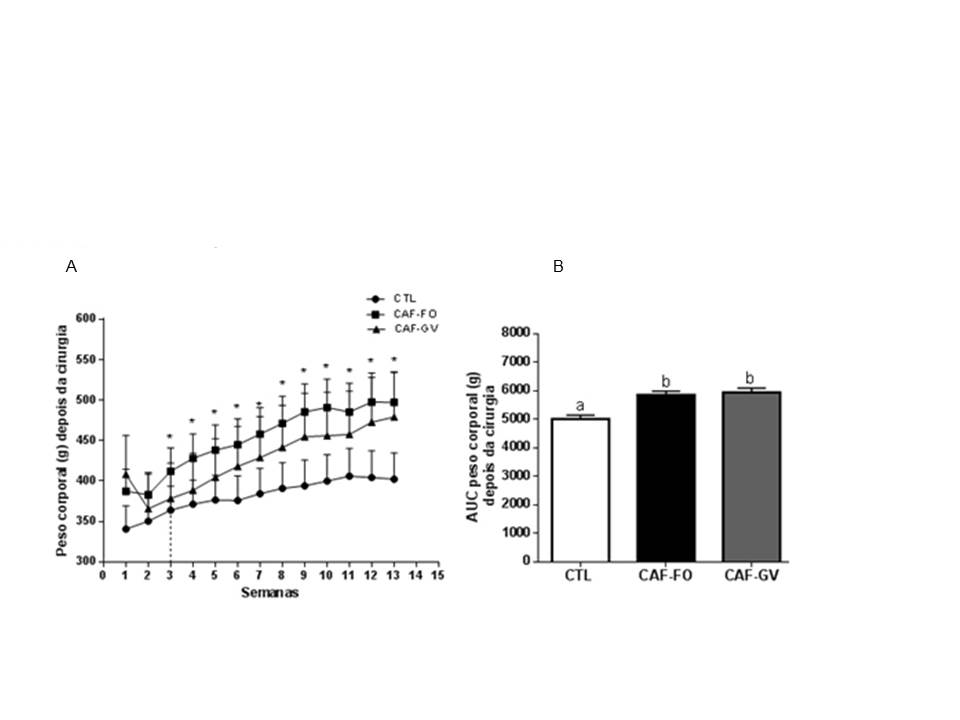 A
B
CTL
CAF-FO
CAF-GV
Peso corporal (g) depois da cirurgia
600
550
500
450
400
350
300
* * * * * * * * * * *
0 1 2 3 4 5 6 7 8 9 10 11 12 13 14 15
Semanas
AUC peso corporal (g)
depois da cirurgia
8000
7000
6000
5000
4000
3000
2000
1000
0
a
b
b
CTL CAF-FO CAF-GV